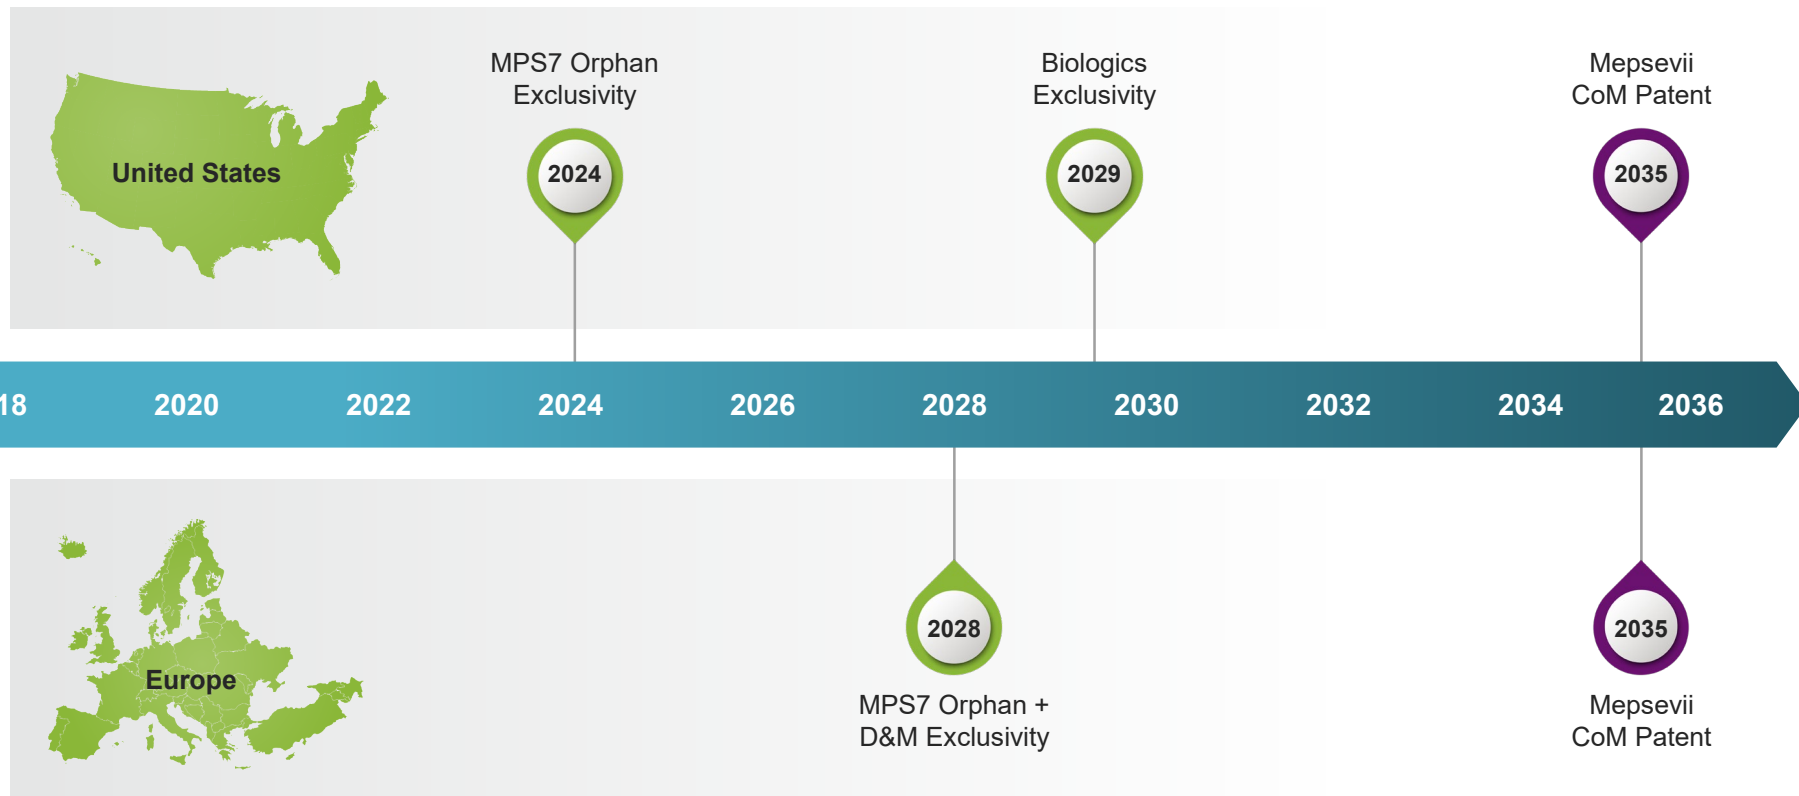 MPS7 Orphan
Exclusivity
Biologics
Exclusivity
Mepsevii
CoM Patent
United States
2024
2029
2035
18 2020 2022 2024 2026 2028 2030 2032 2034 2036
Europe
2028
2035
MPS7 Orphan +
D&M Exclusivity
Mepsevii
CoM Patent